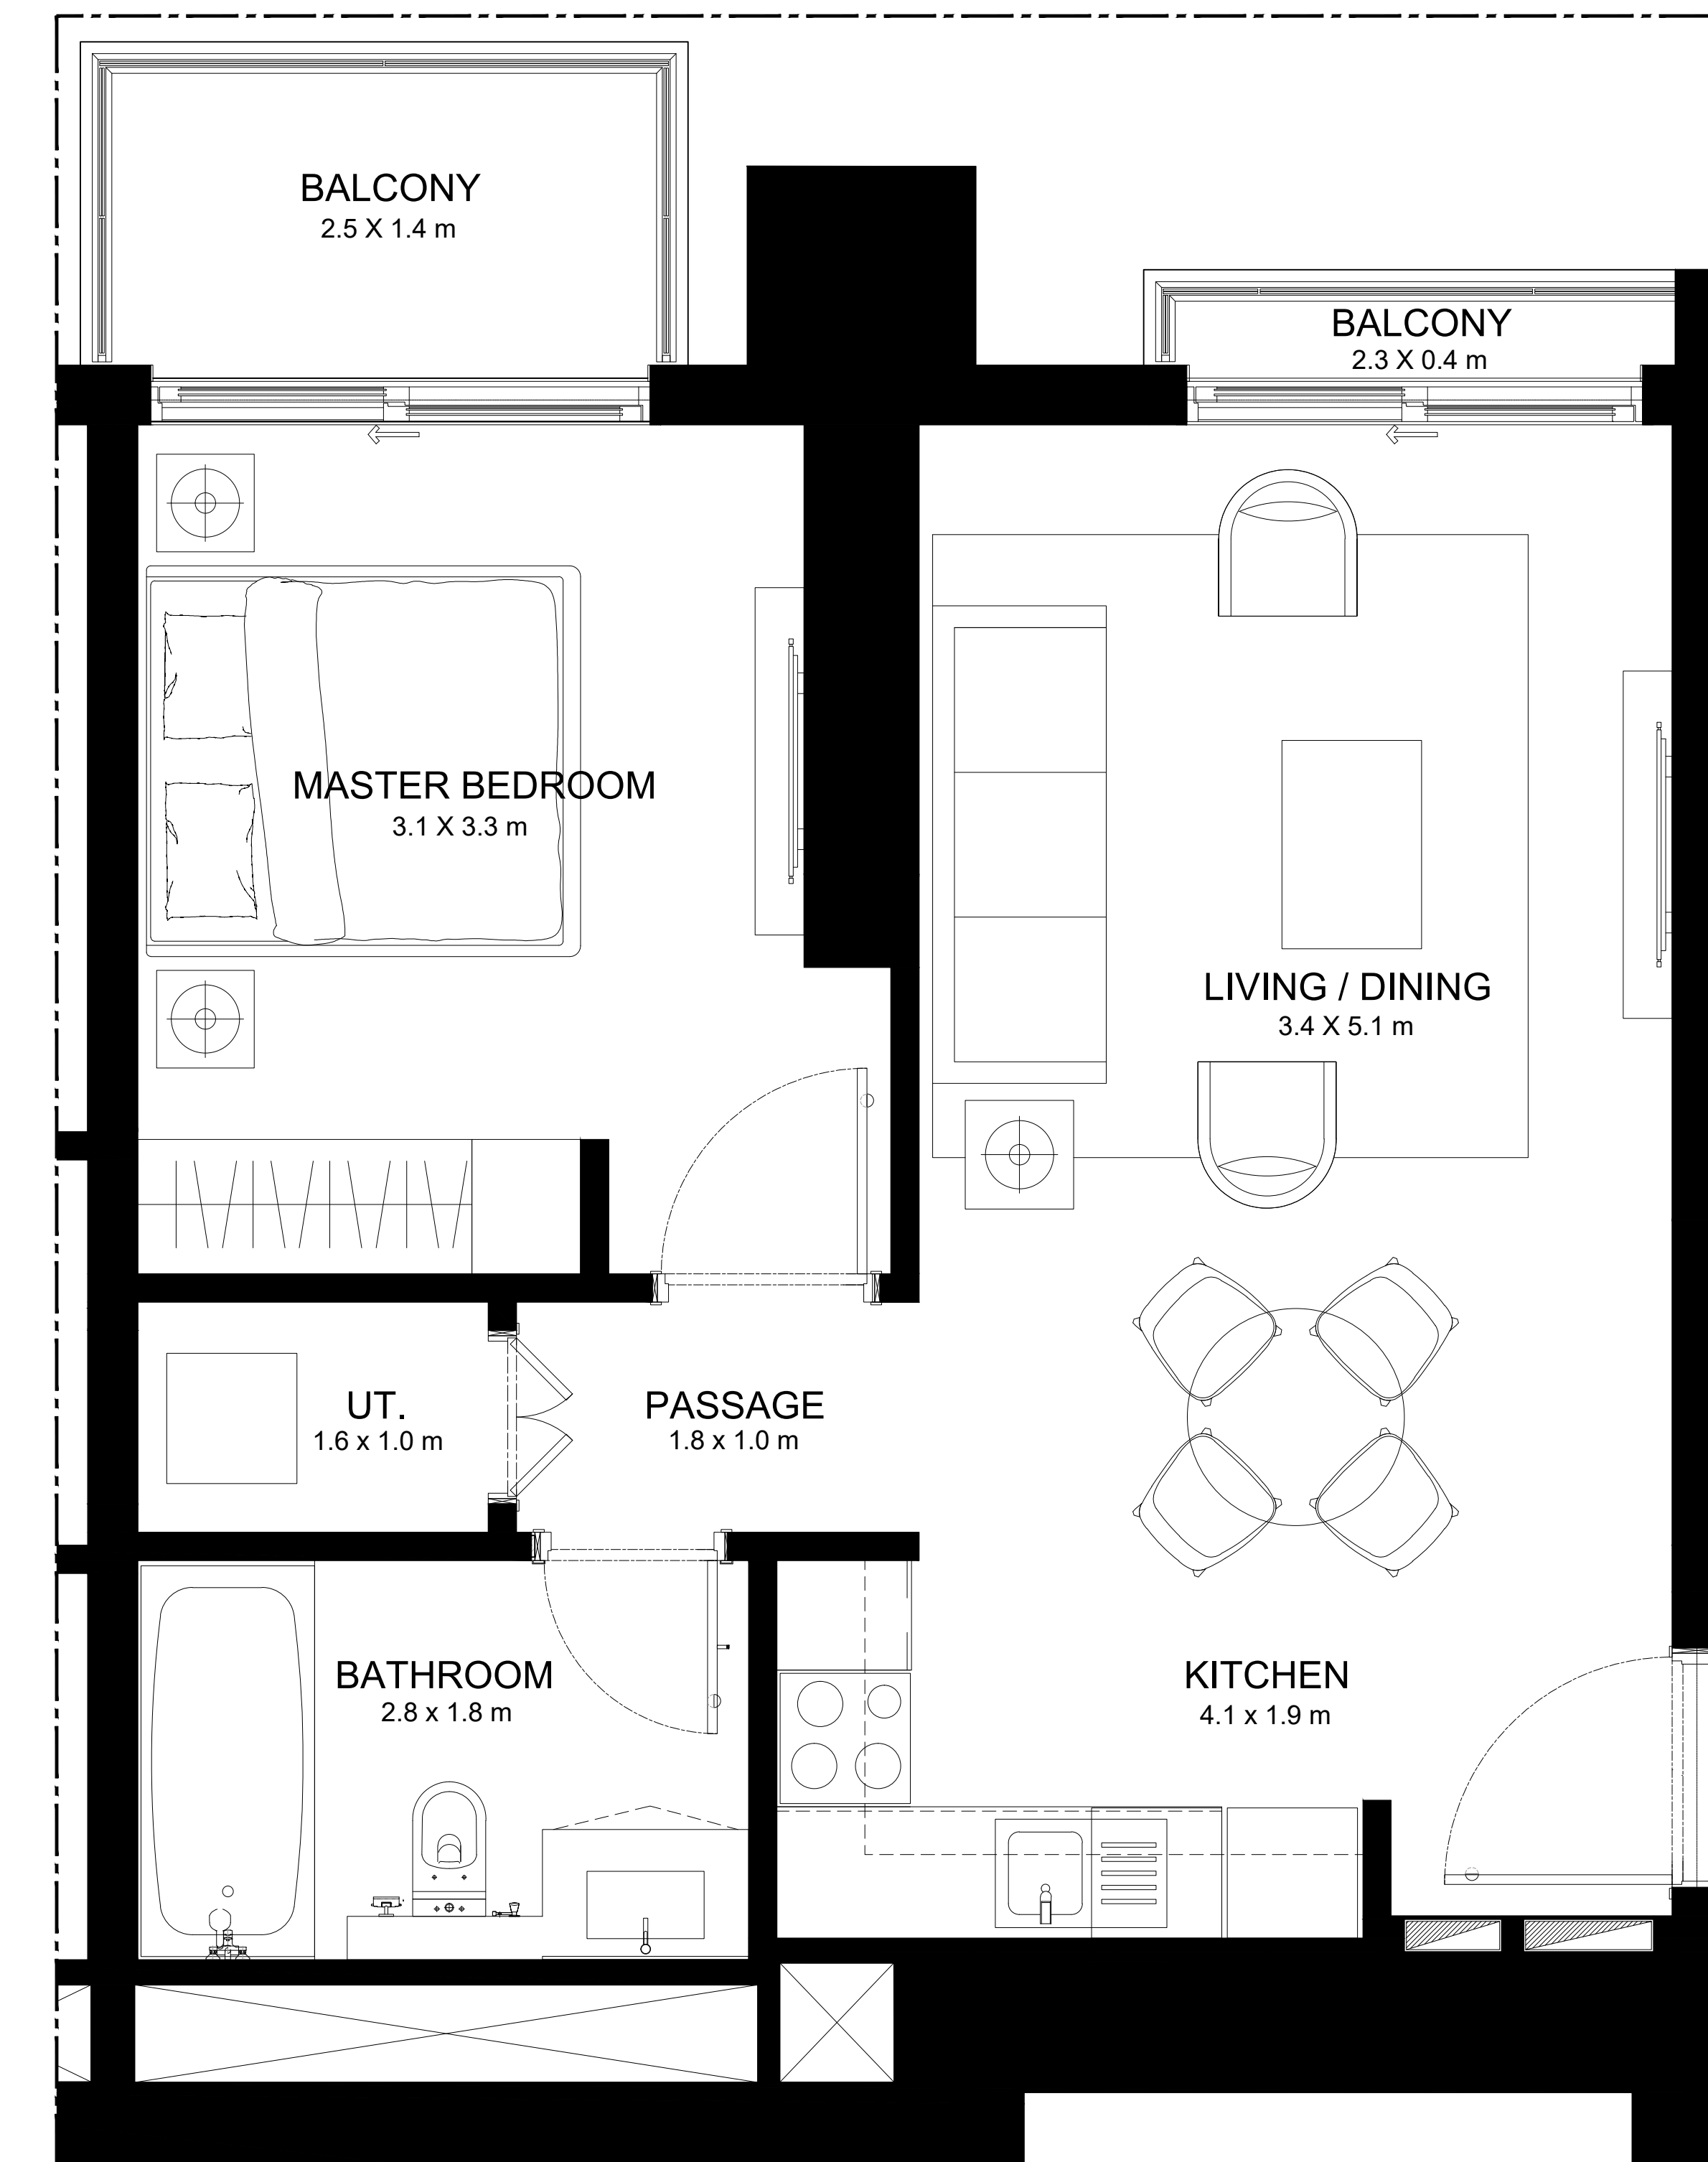 BALCONY
2.5 X 1.4 m
BALCONY
2.3 X 0.4 m
MASTER BEDROOM
3.1 X 3.3 m
LIVING / DINING
3.4 X 5.1 m
UT.
1.6 x 1.0 m
PASSAGE
1.8 x 1.0 m
BATHROOM
2.8 x 1.8 m
KITCHEN
4.1 x 1.9 m